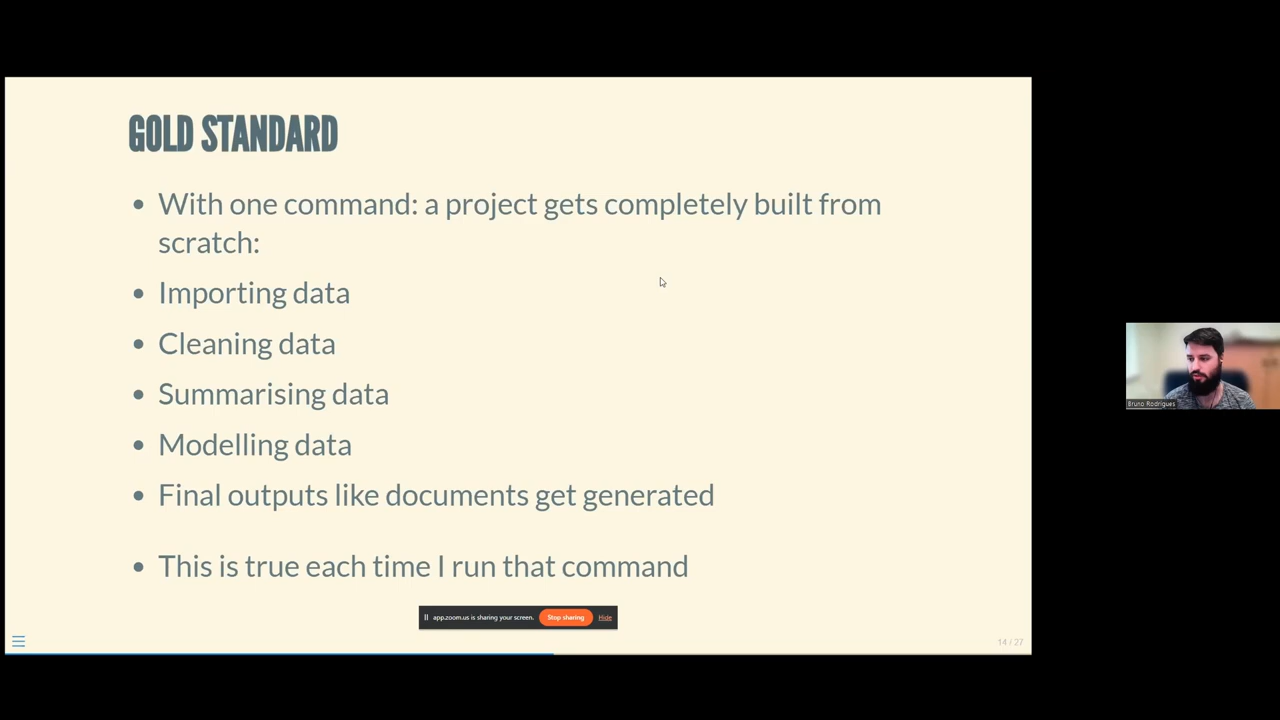 GOLD STANDARD
With one command: a project gets completely built from
scratch:
Importing data
Cleaning data
Summarising data
Modelling data
Final outputs like documents get generated
This is true each time I run that command
app.zoom.us is sharing your screen. Stop sharing Hide
14 / 27
Bruno Rodrigues